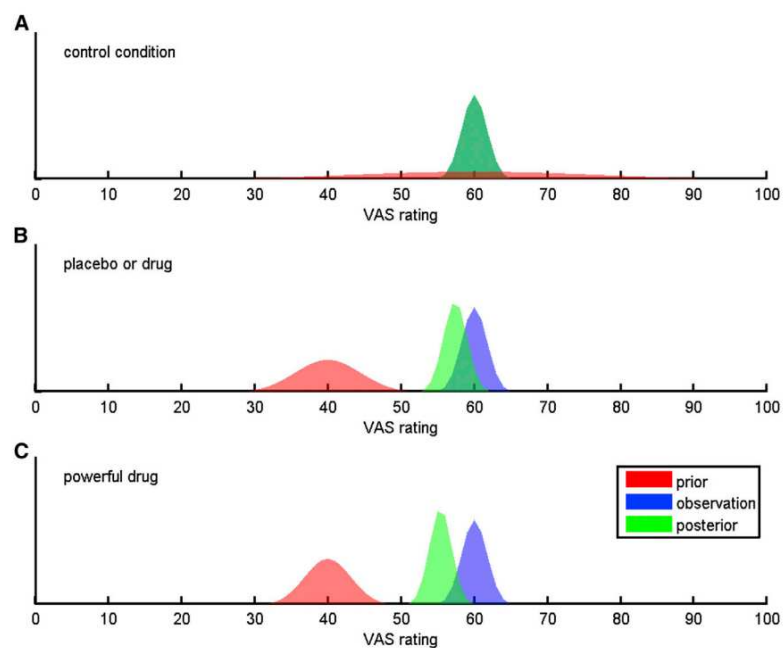 A
control condition
0 10 20 30 40 50 60 70 80 90 100
VAS rating
B
placebo or drug
0 10 20 30 40 50 60 70 80 90 100
VAS rating
C
powerful drug
prior
observation
posterior
0 10 20 30 40 50 60 70 80 90 100
VAS rating